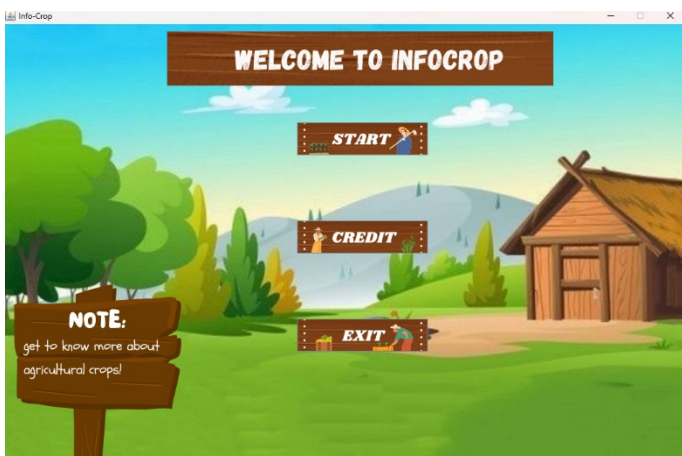 Info-Crop
WELCOME TO INFOCROP
START
CREDIT
EXIT
NOTE:
get to know more about
agricultural crops!